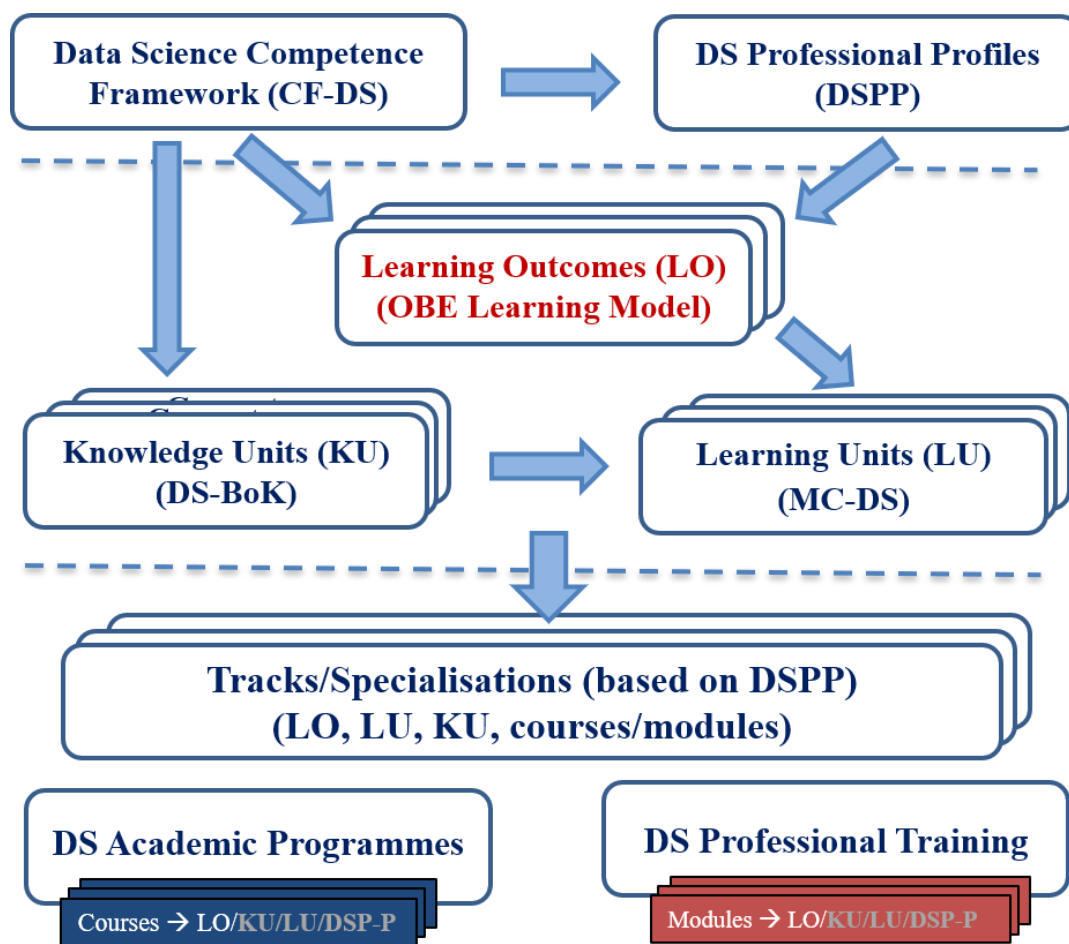 Data Science Competence
Framework (CF-DS)
DS Professional Profiles
(DSPP)
Learning Outcomes (LO)
(OBE Learning Model)
Knowledge Units (KU)
(DS-BoK)
Learning Units (LU)
(MC-DS)
Tracks/Specialisations (based on DSPP)
(LO, LU, KU, courses/modules)
DS Academic Programmes
Courses → LO/KU/LU/DSP-P
DS Professional Training
Modules → LO/KU/LU/DSP-P